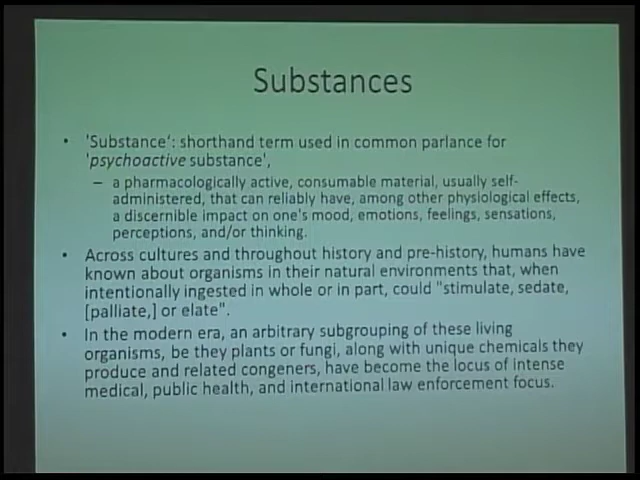 Substances
• 'Substance': shorthand term used in common parlance for
'psychoactive substance',
– a pharmacologically active, consumable material, usually self-
administered, that can reliably have, among other physiological effects,
a discernible impact on one's mood, emotions, feelings, sensations,
perceptions, and/or thinking.
• Across cultures and throughout history and pre-history, humans have
known about organisms in their natural environments that, when
intentionally ingested in whole or in part, could "stimulate, sedate,
[palliate,] or elate".
• In the modern era, an arbitrary subgrouping of these living
organisms, be they plants or fungi, along with unique chemicals they
produce and related congeners, have become the locus of intense
medical, public health, and international law enforcement focus.